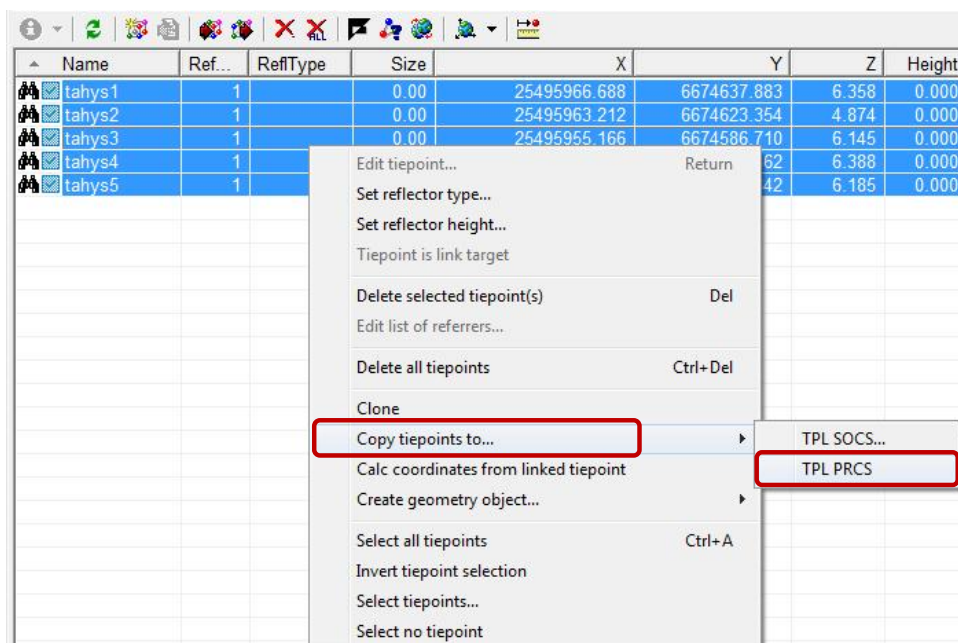 ALL
Name Ref... ReflType Size X Y Z Height
tahys1 1 0.00 25495966.688 6674637.883 6.358 0.000
tahys2 1 0.00 25495963.212 6674623.354 4.874 0.000
tahys3 1 0.00 25495955.166 6674586.710 6.145 0.000
tahys4 1 62 6.388 0.000
tahys5 1 42 6.185 0.000
Edit tiepoint... Return
Set reflector type...
Set reflector height...
Tiepoint is link target
Delete selected tiepoint(s) Del
Edit list of referrers...
Delete all tiepoints Ctrl+Del
Clone
Copy tiepoints to...
TPL SOCS...
Calc coordinates from linked tiepoint
TPL PRCS
Create geometry object...
Select all tiepoints Ctrl+A
Invert tiepoint selection
Select tiepoints...
Select no tiepoint